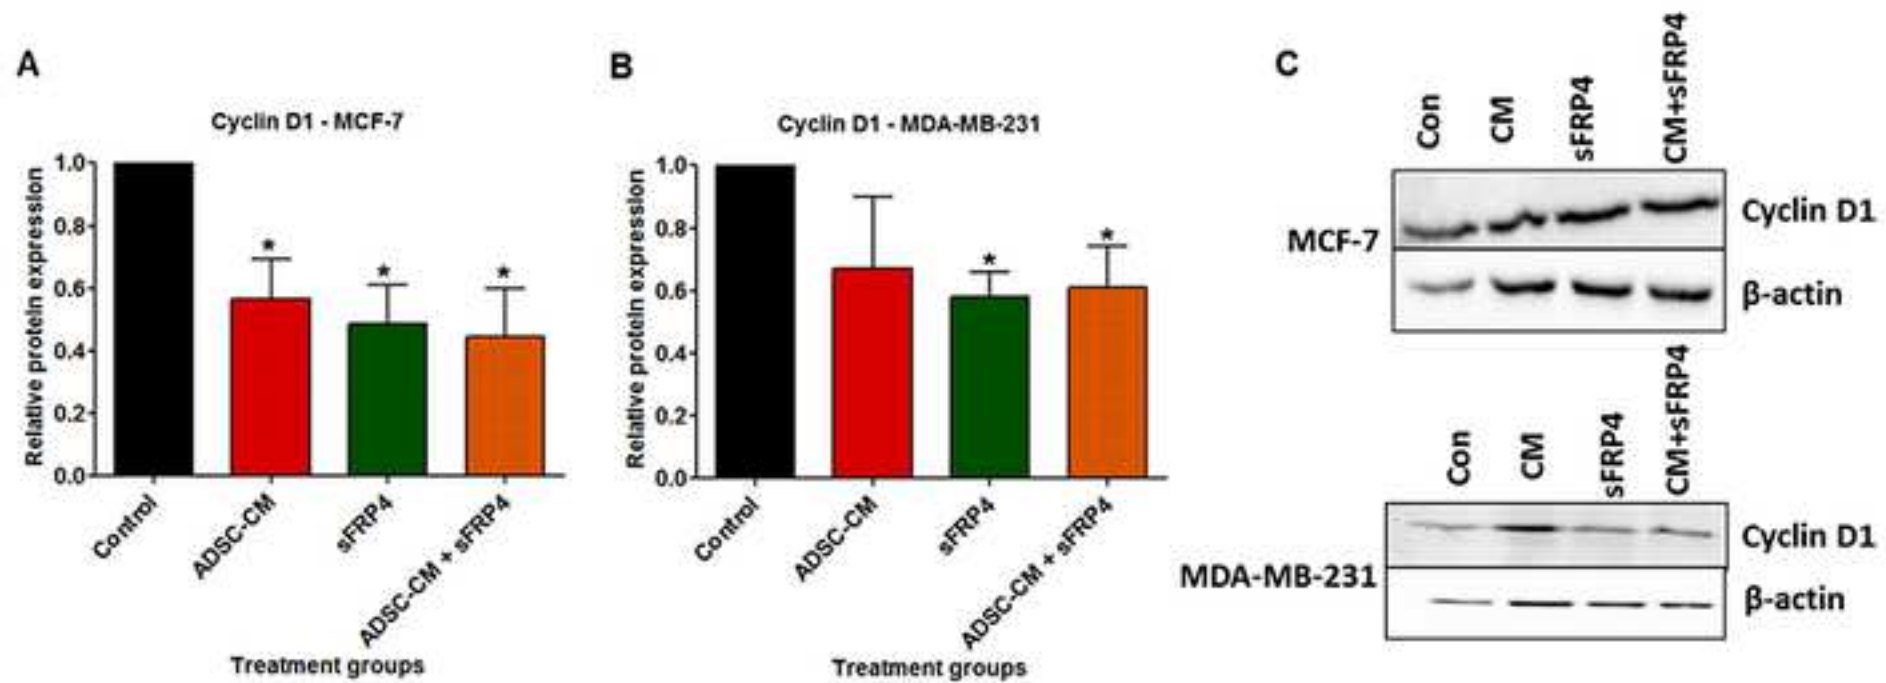 A
Cyclin D1 - MCF-7
Relative protein expression
1.0
0.8
0.6
0.4
0.2
0.0
*
*
*
Control
ADSC-CM
sFRP4
ADSC-CM + sFRP4
Treatment groups
B
Cyclin D1 - MDA-MB-231
Relative protein expression
1.0
0.8
0.6
0.4
0.2
0.0
*
*
Control
ADSC-CM
sFRP4
ADSC-CM + sFRP4
Treatment groups
C
Con
CM
sFRP4
CM+sFRP4
MCF-7
Cyclin D1
β-actin
Con
CM
sFRP4
CM+sFRP4
MDA-MB-231
Cyclin D1
β-actin